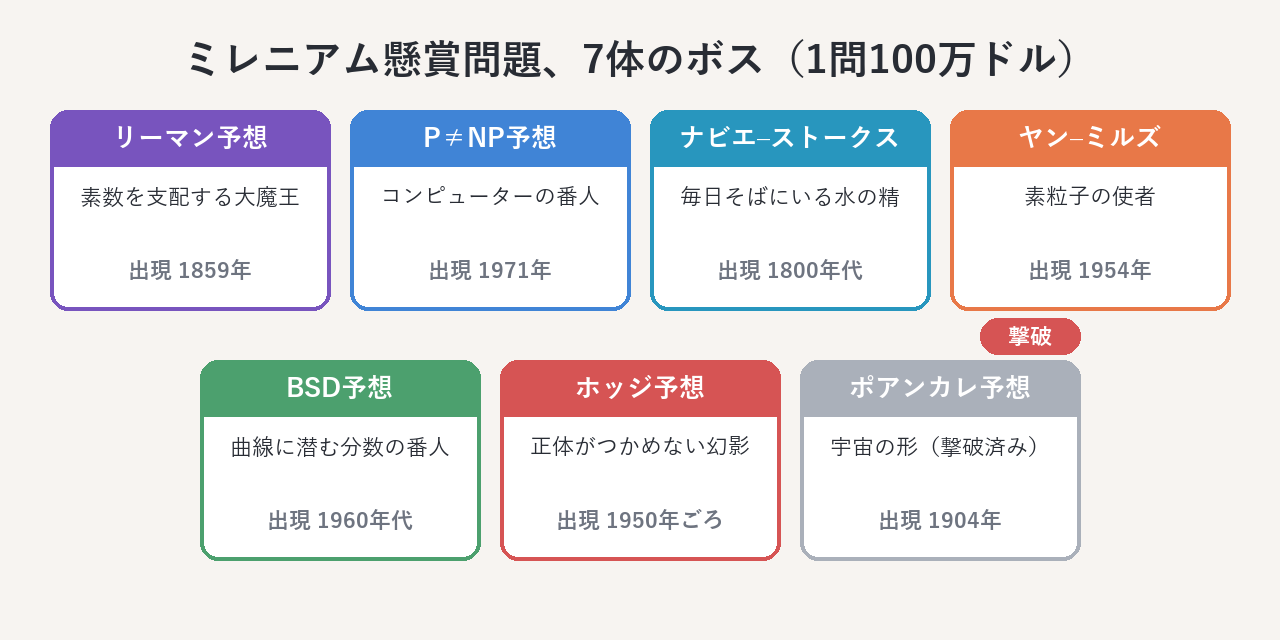 ミレニアム懸賞問題、7体のボス（1問100万ドル）
リーマン予想
素数を支配する大魔王
出現 1859年
P≠NP予想
コンピューターの番人
出現 1971年
ナビエ–ストークス
毎日そばにいる水の精
出現 1800年代
ヤン–ミルズ
素粒子の使者
出現 1954年
BSD予想
曲線に潜む分数の番人
出現 1960年代
ホッジ予想
正体がつかめない幻影
出現 1950年ごろ
撃破
ポアンカレ予想
宇宙の形（撃破済み）
出現 1904年